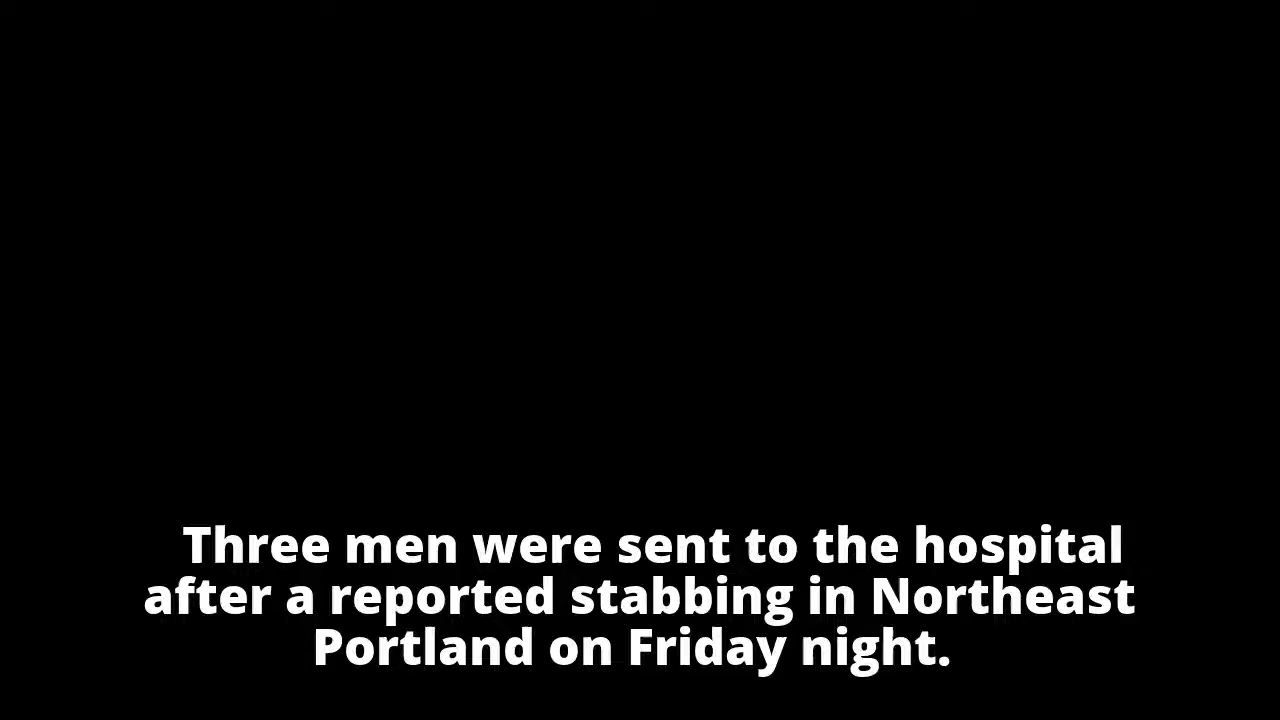 Three men were sent to the hospital
after a reported stabbing in Northeast
Portland on Friday night.